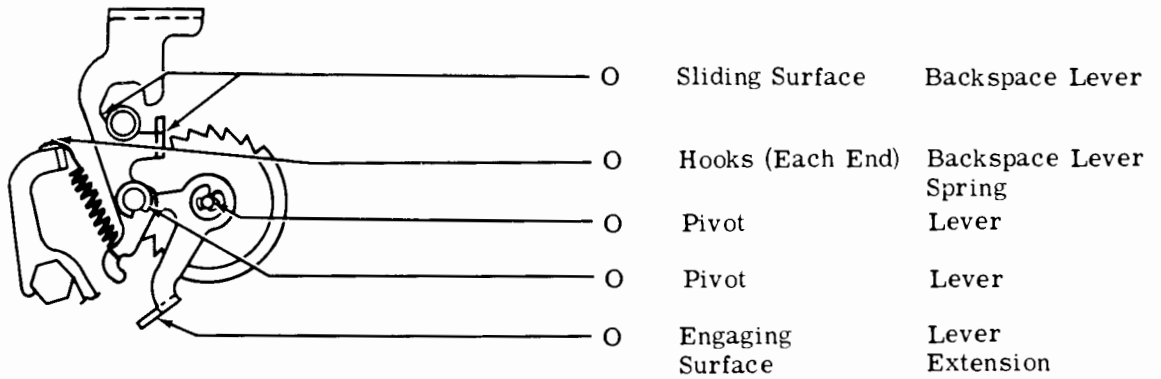 O Sliding Surface Backspace Lever
O Hooks (Each End) Backspace Lever
Spring
O Pivot Lever
O Pivot Lever
O Engaging Lever
Surface Extension